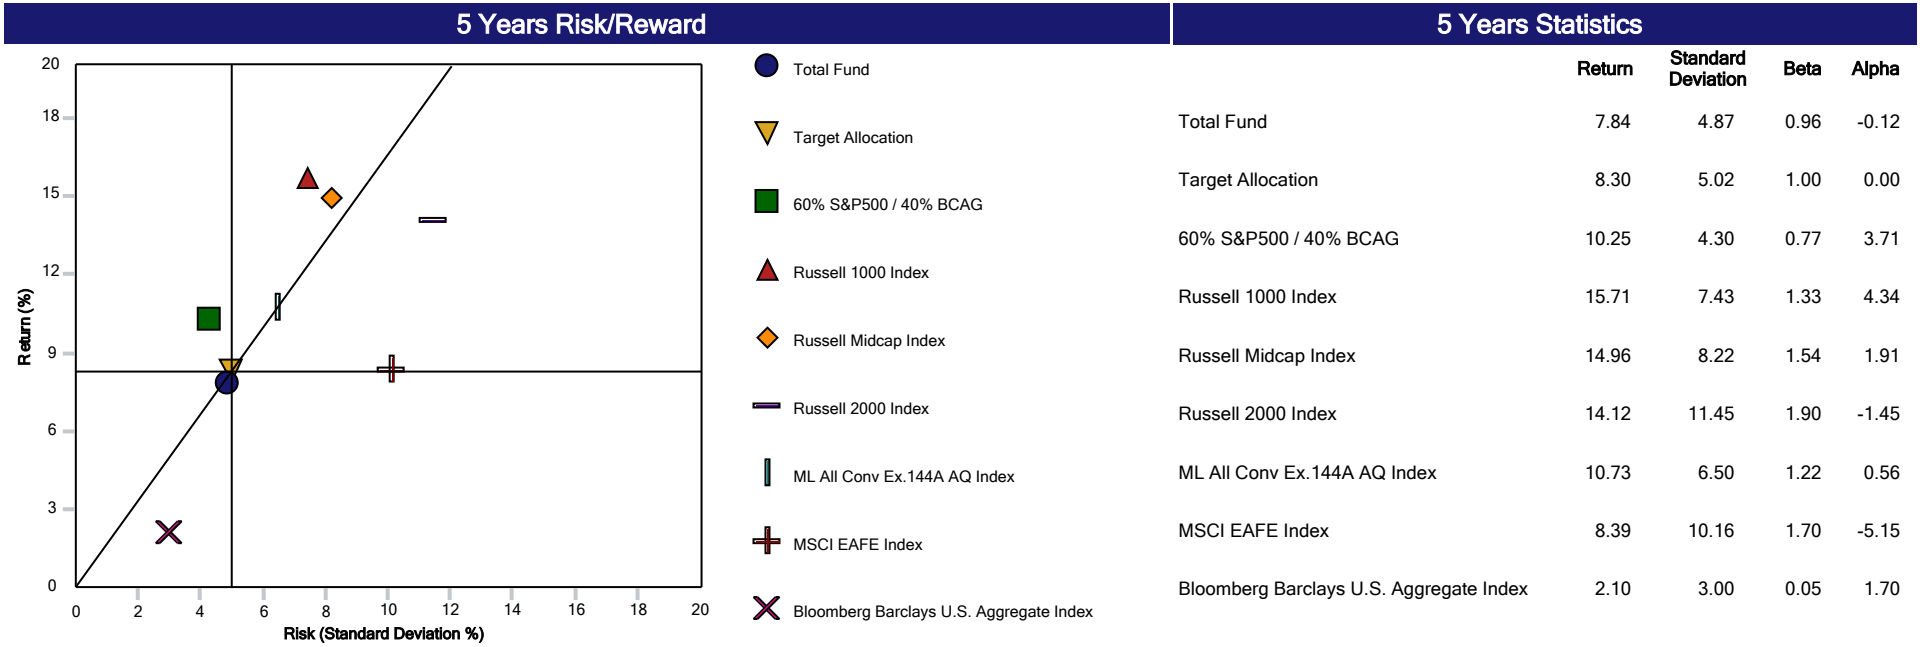 5 Years Risk/Reward
5 Years Statistics
20
18
15
12
9
6
3
0
Return (%)
0 2 4 6 8 10 12 14 16 18 20
Risk (Standard Deviation %)
Total Fund
Target Allocation
60% S&P500 / 40% BCAG
Russell 1000 Index
Russell Midcap Index
Russell 2000 Index
ML All Conv Ex.144A AQ Index
MSCI EAFE Index
Bloomberg Barclays U.S. Aggregate Index
Return Standard Deviation Beta Alpha
Total Fund 7.84 4.87 0.96 -0.12
Target Allocation 8.30 5.02 1.00 0.00
60% S&P500 / 40% BCAG 10.25 4.30 0.77 3.71
Russell 1000 Index 15.71 7.43 1.33 4.34
Russell Midcap Index 14.96 8.22 1.54 1.91
Russell 2000 Index 14.12 11.45 1.90 -1.45
ML All Conv Ex.144A AQ Index 10.73 6.50 1.22 0.56
MSCI EAFE Index 8.39 10.16 1.70 -5.15
Bloomberg Barclays U.S. Aggregate Index 2.10 3.00 0.05 1.70